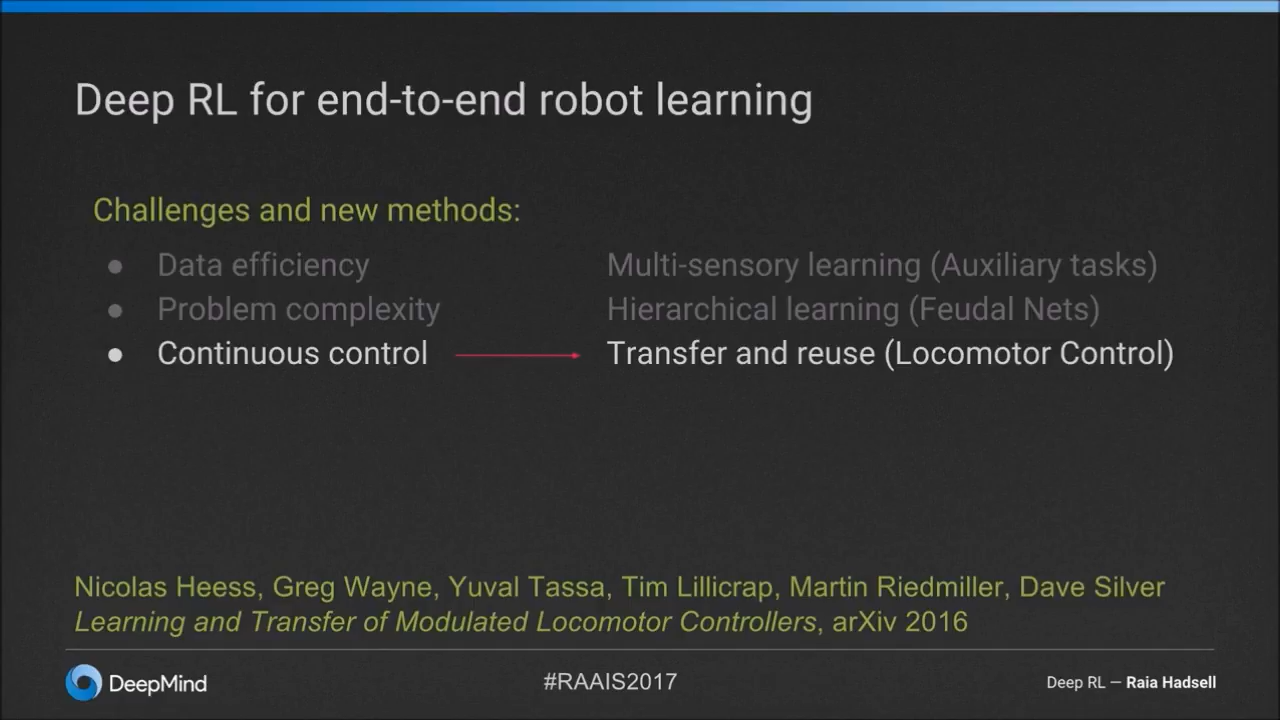 Deep RL for end-to-end robot learning
Challenges and new methods:
● Data efficiency Multi-sensory learning (Auxiliary tasks)
● Problem complexity Hierarchical learning (Feudal Nets)
● Continuous control Transfer and reuse (Locomotor Control)
Nicolas Heess, Greg Wayne, Yuval Tassa, Tim Lillicrap, Martin Riedmiller, Dave Silver
Learning and Transfer of Modulated Locomotor Controllers, arXiv 2016
DeepMind #RAAIS2017 Deep RL — Raia Hadsell